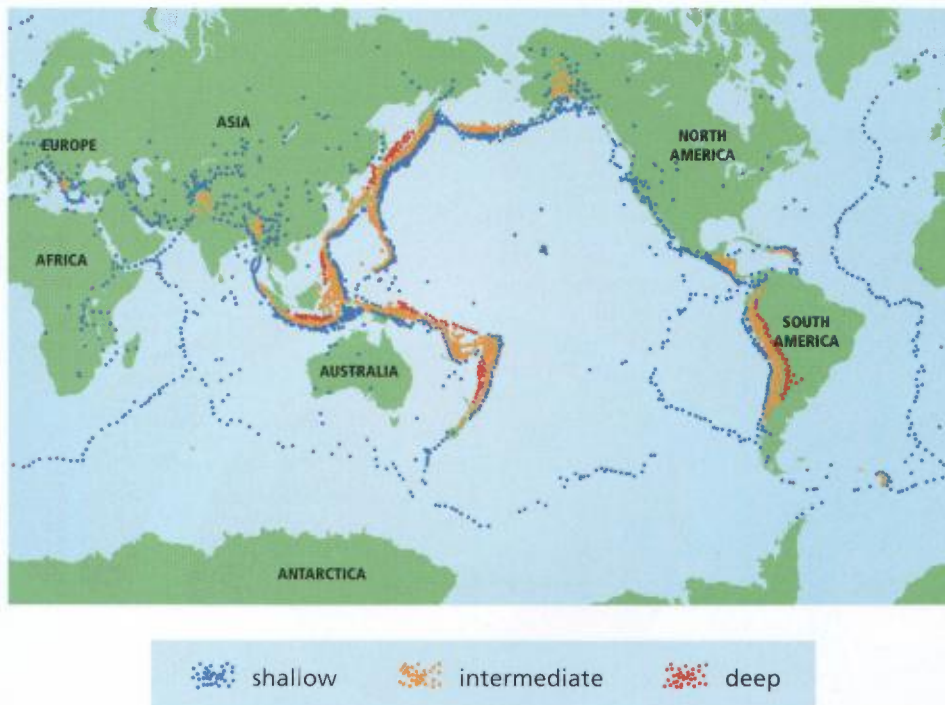 EUROPE
ASIA
NORTH
AMERICA
AFRICA
AUSTRALIA
SOUTH
AMERICA
ANTARCTICA
shallow
intermediate
deep